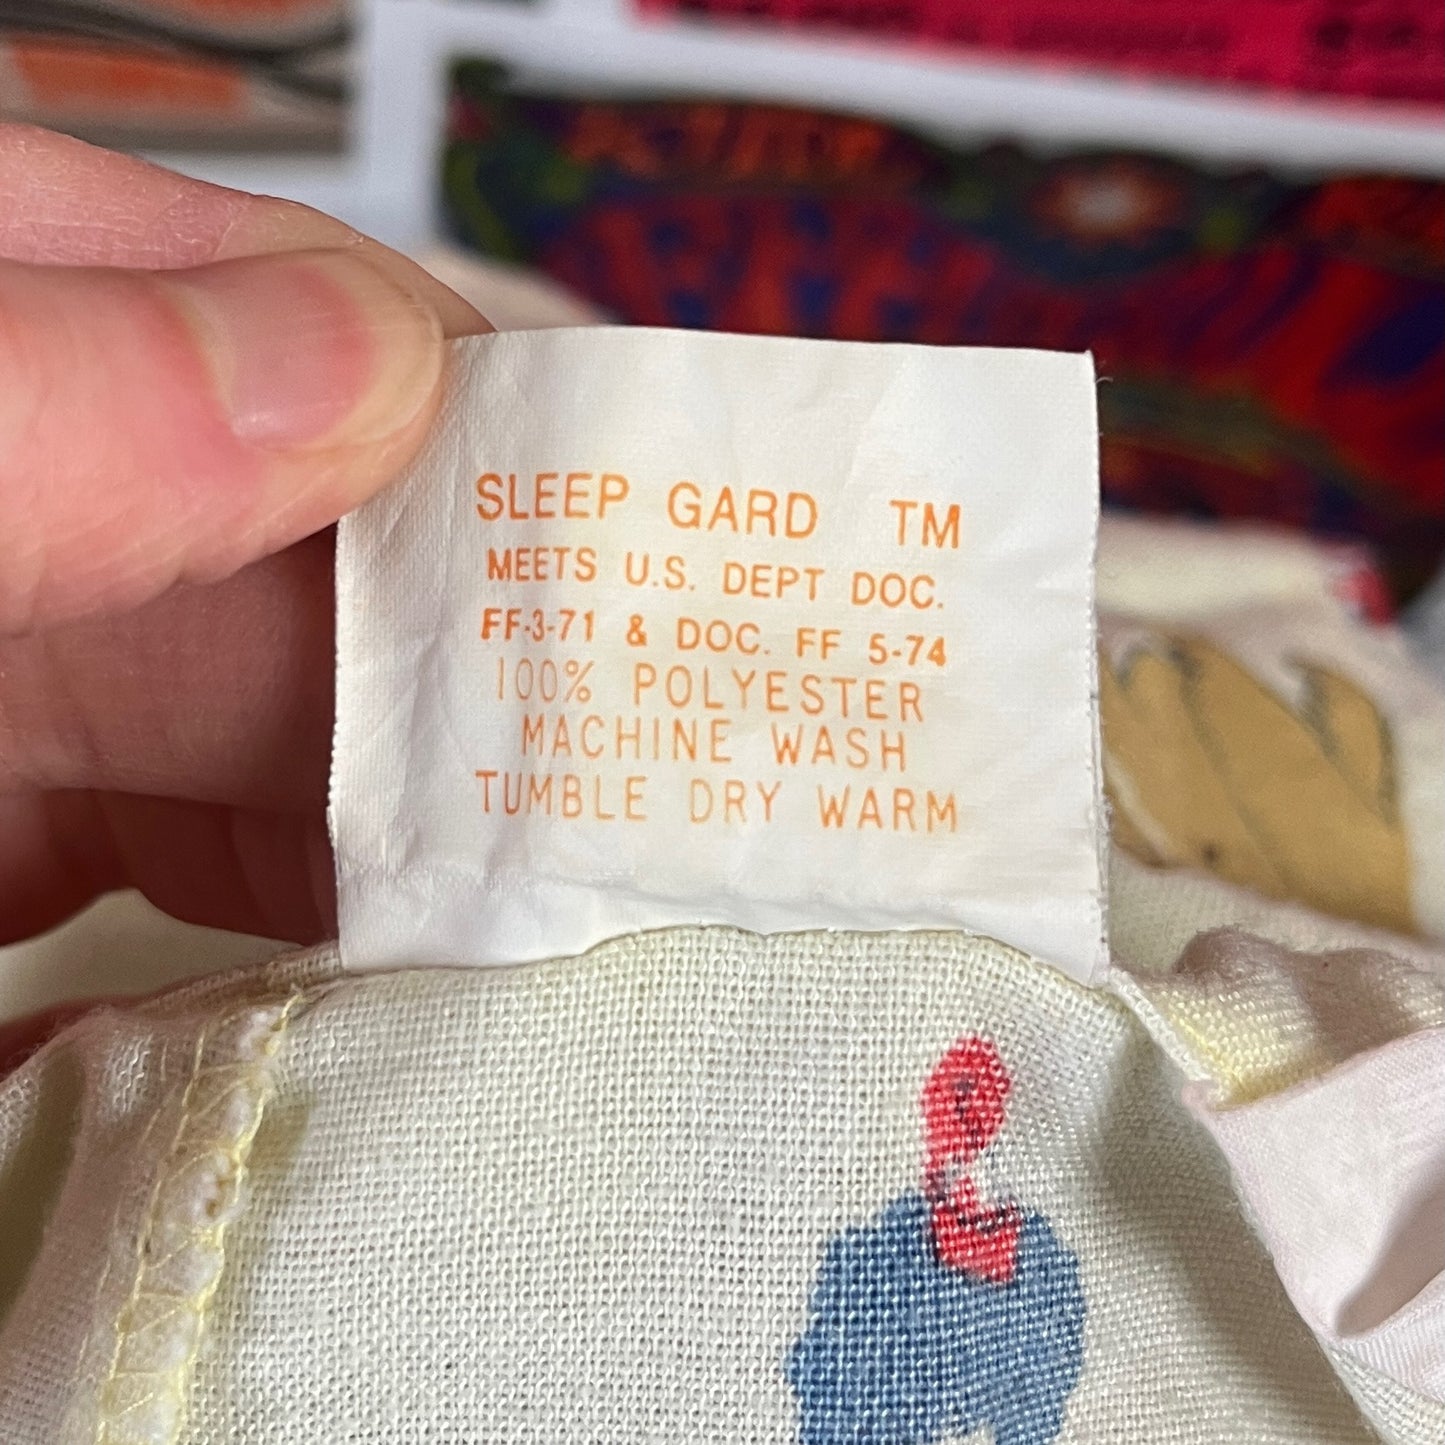 SLEEP GARD TM
MEETS U.S. DEPT DOC.
FF-3-71 & DOC. FF 5-74
100% POLYESTER
MACHINE WASH
TUMBLE DRY WARM